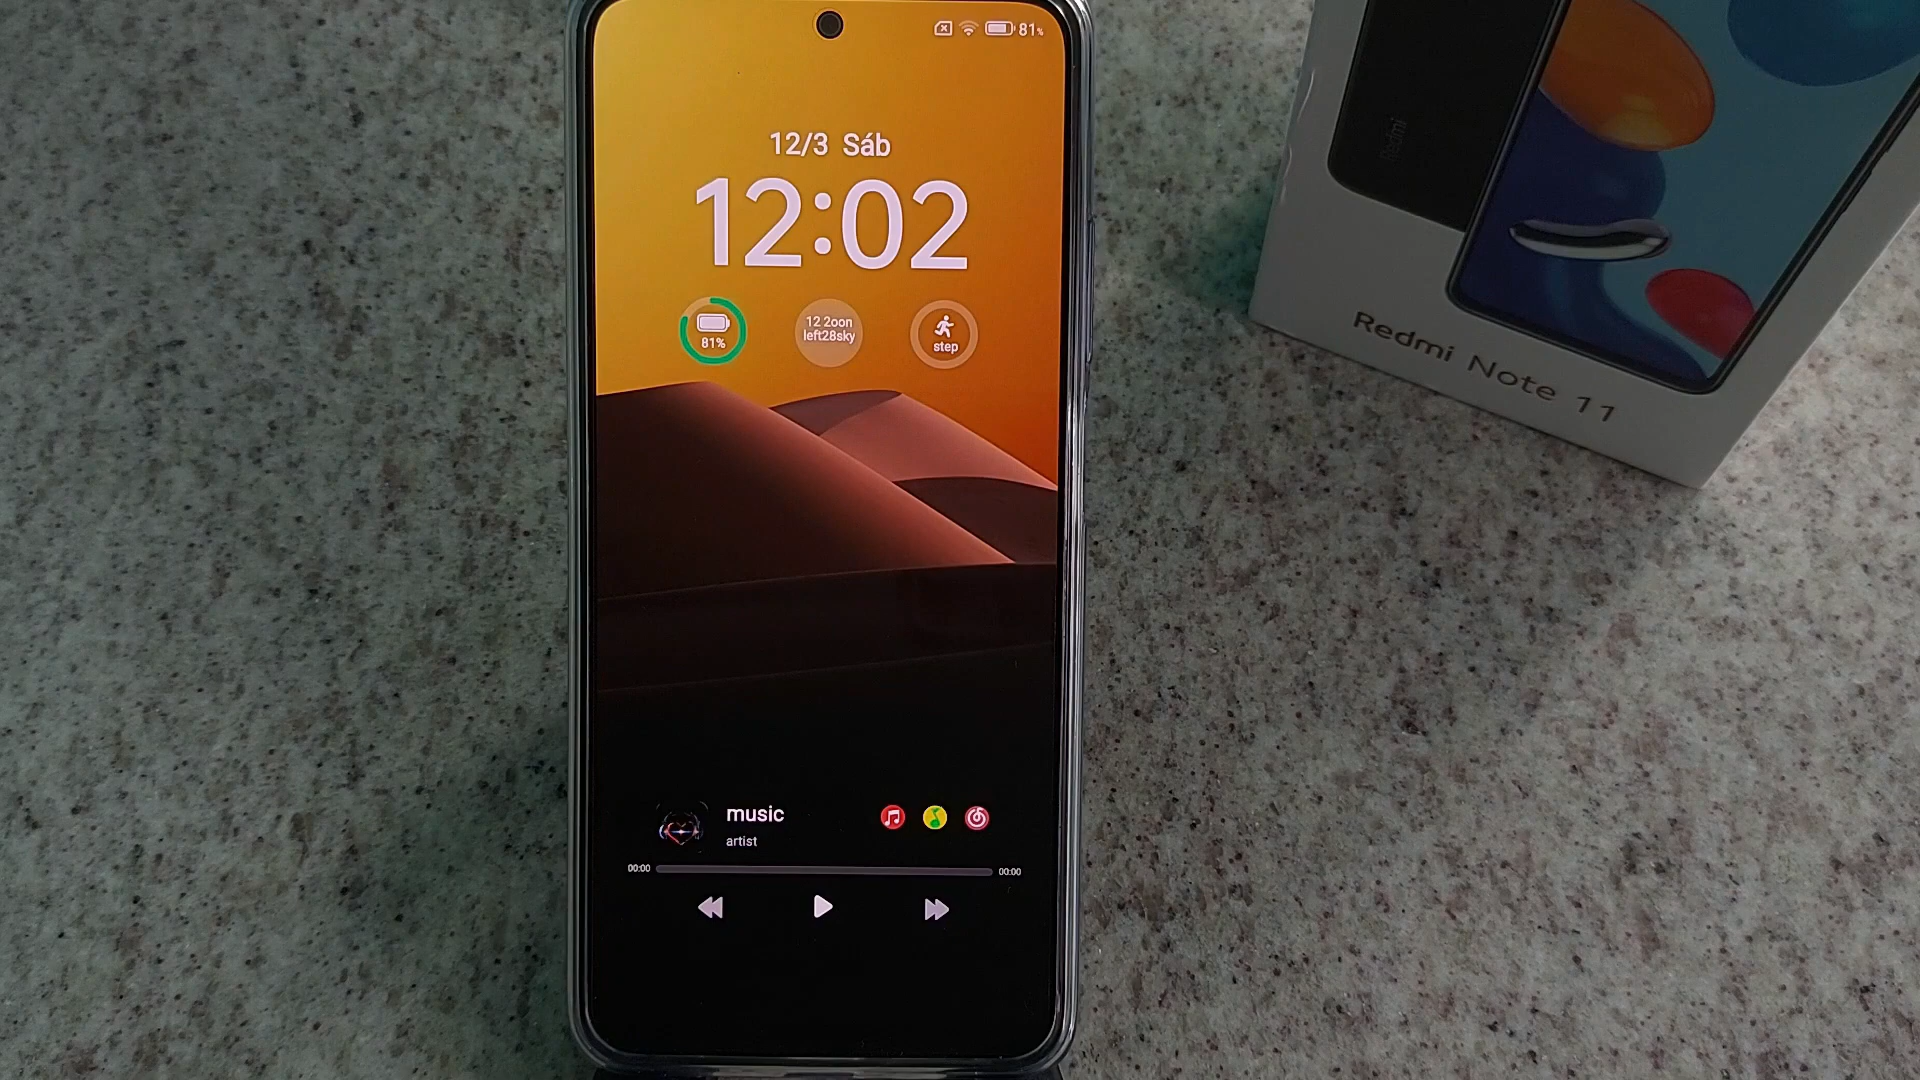 81%
12/3 Sáb
12:02
81%
12 2oon
left28sky
step
music
artist
00:00
00:00
Redmi
Redmi Note 11